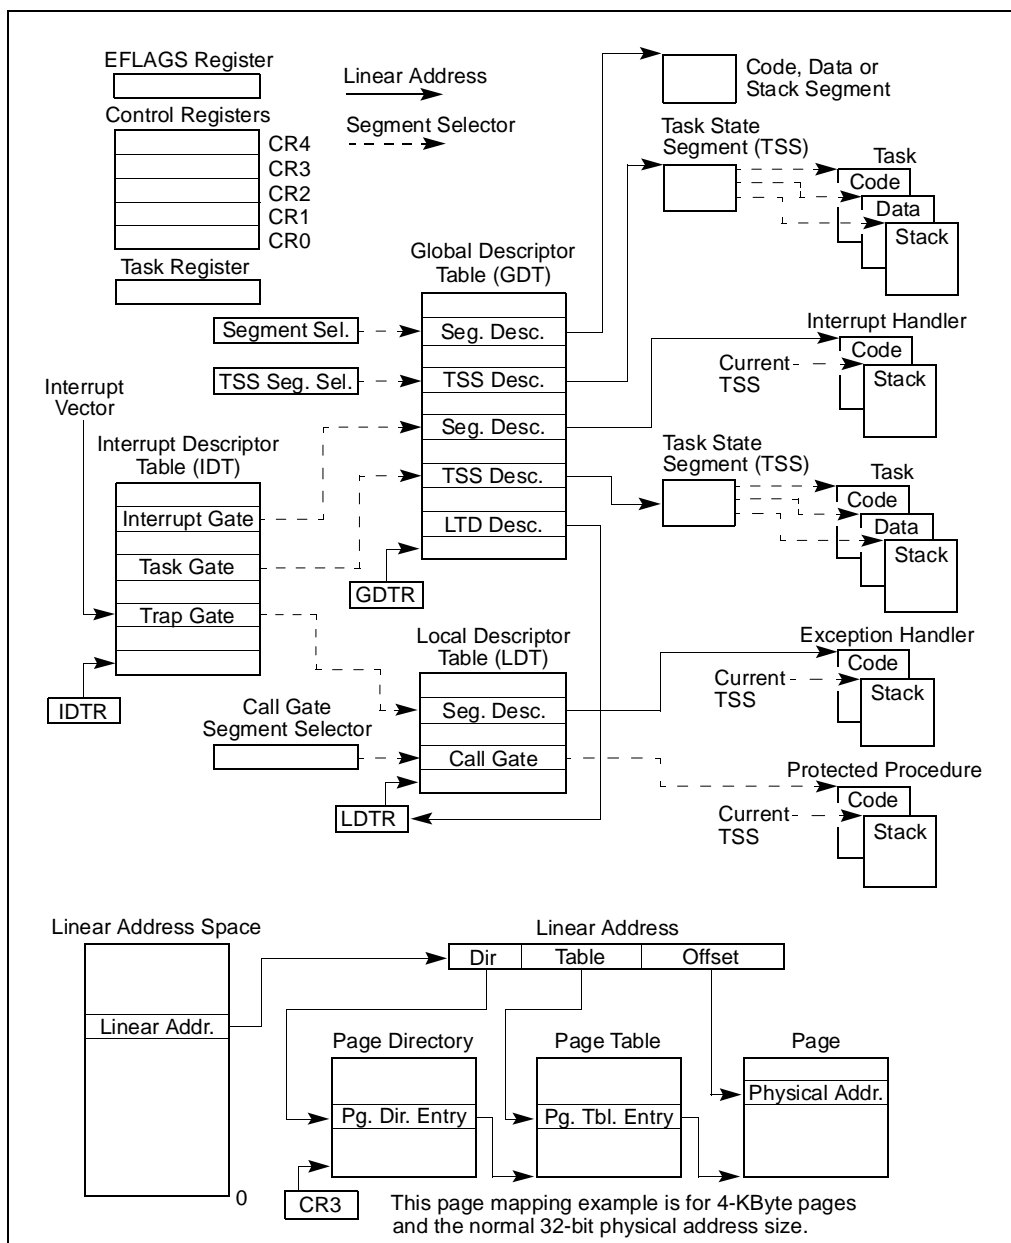 EFLAGS Register
Control Registers
CR4
CR3
CR2
CR1
CR0
Task Register
Linear Address
Segment Selector
Code, Data or
Stack Segment
Task State
Segment (TSS)
Task
Code
Data
Stack
Global Descriptor
Table (GDT)
Segment Sel.
Seg. Desc.
TSS Seg. Sel.
TSS Desc.
Seg. Desc.
TSS Desc.
LTD Desc.
GDTR
Interrupt Handler
Code
Current
TSS
Stack
Interrupt
Vector
Interrupt Descriptor
Table (IDT)
Interrupt Gate
Task Gate
Trap Gate
IDTR
Task State
Segment (TSS)
Task
Code
Data
Stack
Local Descriptor
Table (LDT)
Seg. Desc.
Call Gate
Call Gate
Segment Selector
LDTR
Exception Handler
Code
Current
TSS
Stack
Protected Procedure
Code
Current
TSS
Stack
Linear Address Space
Linear Addr.
0
Linear Address
Dir
Table
Offset
Page Directory
Pg. Dir. Entry
Page Table
Pg. Tbl. Entry
Page
Physical Addr.
CR3
This page mapping example is for 4-KByte pages
and the normal 32-bit physical address size.